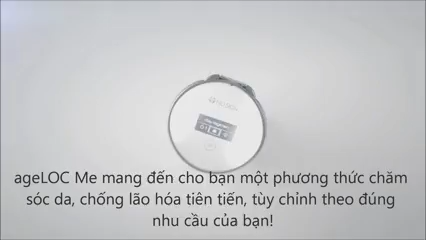 ageLOC Me mang đến cho bạn một phương thức chăm
sóc da, chống lão hóa tiên tiến, tùy chỉnh theo đúng
nhu cầu của bạn!